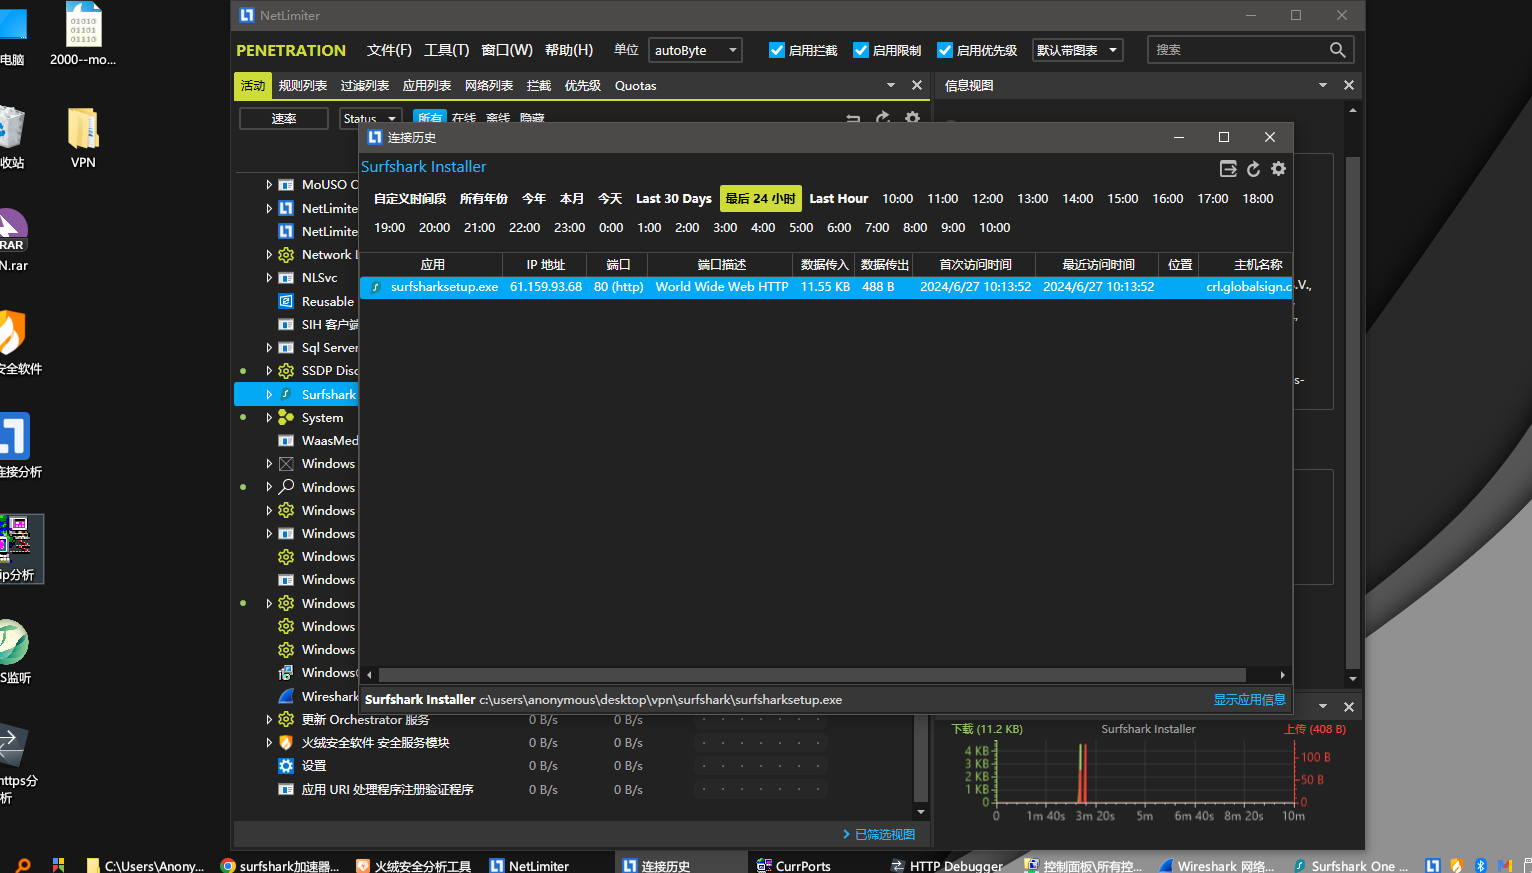 NetLimiter
PENETRATION 文件(F) 工具(T) 窗口(W) 帮助(H) 单位 autoByte 启用拦截 启用限制 启用优先级 默认带图表 搜索
活动 规则列表 过滤列表 应用列表 网络列表 拦截 优先级 Quotas
信息视图
速率 Status 所有 在线 离线 隐藏
连接历史
Surfshark Installer
自定义时间段 所有年份 今年 本月 今天 Last 30 Days 最后 24 小时 Last Hour 10:00 11:00 12:00 13:00 14:00 15:00 16:00 17:00 18:00
19:00 20:00 21:00 22:00 23:00 0:00 1:00 2:00 3:00 4:00 5:00 6:00 7:00 8:00 9:00 10:00
应用 IP 地址 端口 端口描述 数据传入 数据传出 首次访问时间 最近访问时间 位置 主机名称
surfsharksetup.exe 61.159.93.68 80 (http) World Wide Web HTTP 11.55 KB 488 B 2024/6/27 10:13:52 2024/6/27 10:13:52 crl.globalsign.c
.V.,
s-
Surfshark Installer c:\users\anonymous\desktop\vpn\surfshark\surfsharksetup.exe 显示应用信息
MoUSO C
NetLimite
NetLimite
Network L
NLSvc
Reusable
SIH 客户端
Sql Server
SSDP Disc
Surfshark
System
WaasMed
Windows
Windows
Windows
Windows
Windows
Windows
Windows
Windows
Windows
Windows
Wireshark
更新 Orchestrator 服务 0 B/s 0 B/s
火绒安全软件 安全服务模块 0 B/s 0 B/s
设置 0 B/s 0 B/s
应用 URI 处理程序注册验证程序 0 B/s 0 B/s
已筛选视图
下载 (11.2 KB) Surfshark Installer 上传 (408 B)
4 KB
3 KB
2 KB
1 KB
0
100 B
50 B
0
0 1m 40s 3m 20s 5m 6m 40s 8m 20s 10m
电脑
2000--mo...
收站
VPN
RAR
N.rar
安全软件
连接分析
ip分析
S监听
https分
析
C:\Users\Anony... surfshark加速器... 火绒安全分析工具 NetLimiter 连接历史 CurrPorts HTTP Debugger 控制面板\所有控... Wireshark 网络... Surfshark One ...